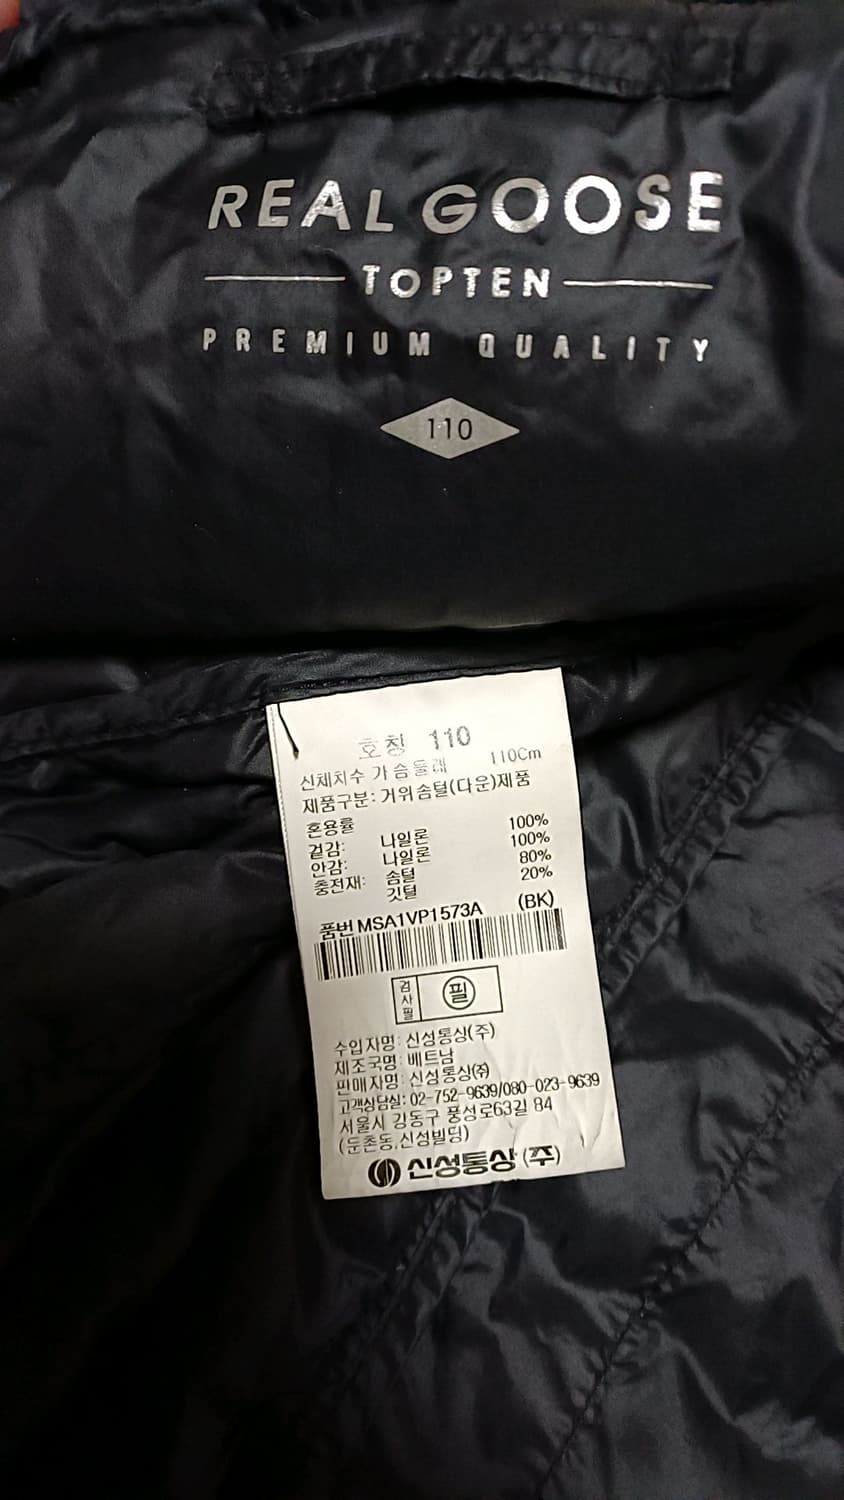 REAL GOOSE
TOPTEN
PREMIUM QUALITY
110
호칭 110
신체치수 가슴둘레 110Cm
제품구분: 거위솜털(다운)제품
혼용률
겉감: 나일론 100%
안감: 나일론 100%
충전재: 솜털 80%
깃털 20%
품번 MSA1VP1573A (BK)
검사필 필
수입자명: 신성통상(주)
제조국명: 베트남
판매자명: 신성통상㈜
고객상담실: 02-752-9639/080-023-9639
서울시 강동구 풍성로63길 84
(둔촌동,신성빌딩)
신성통상(주)